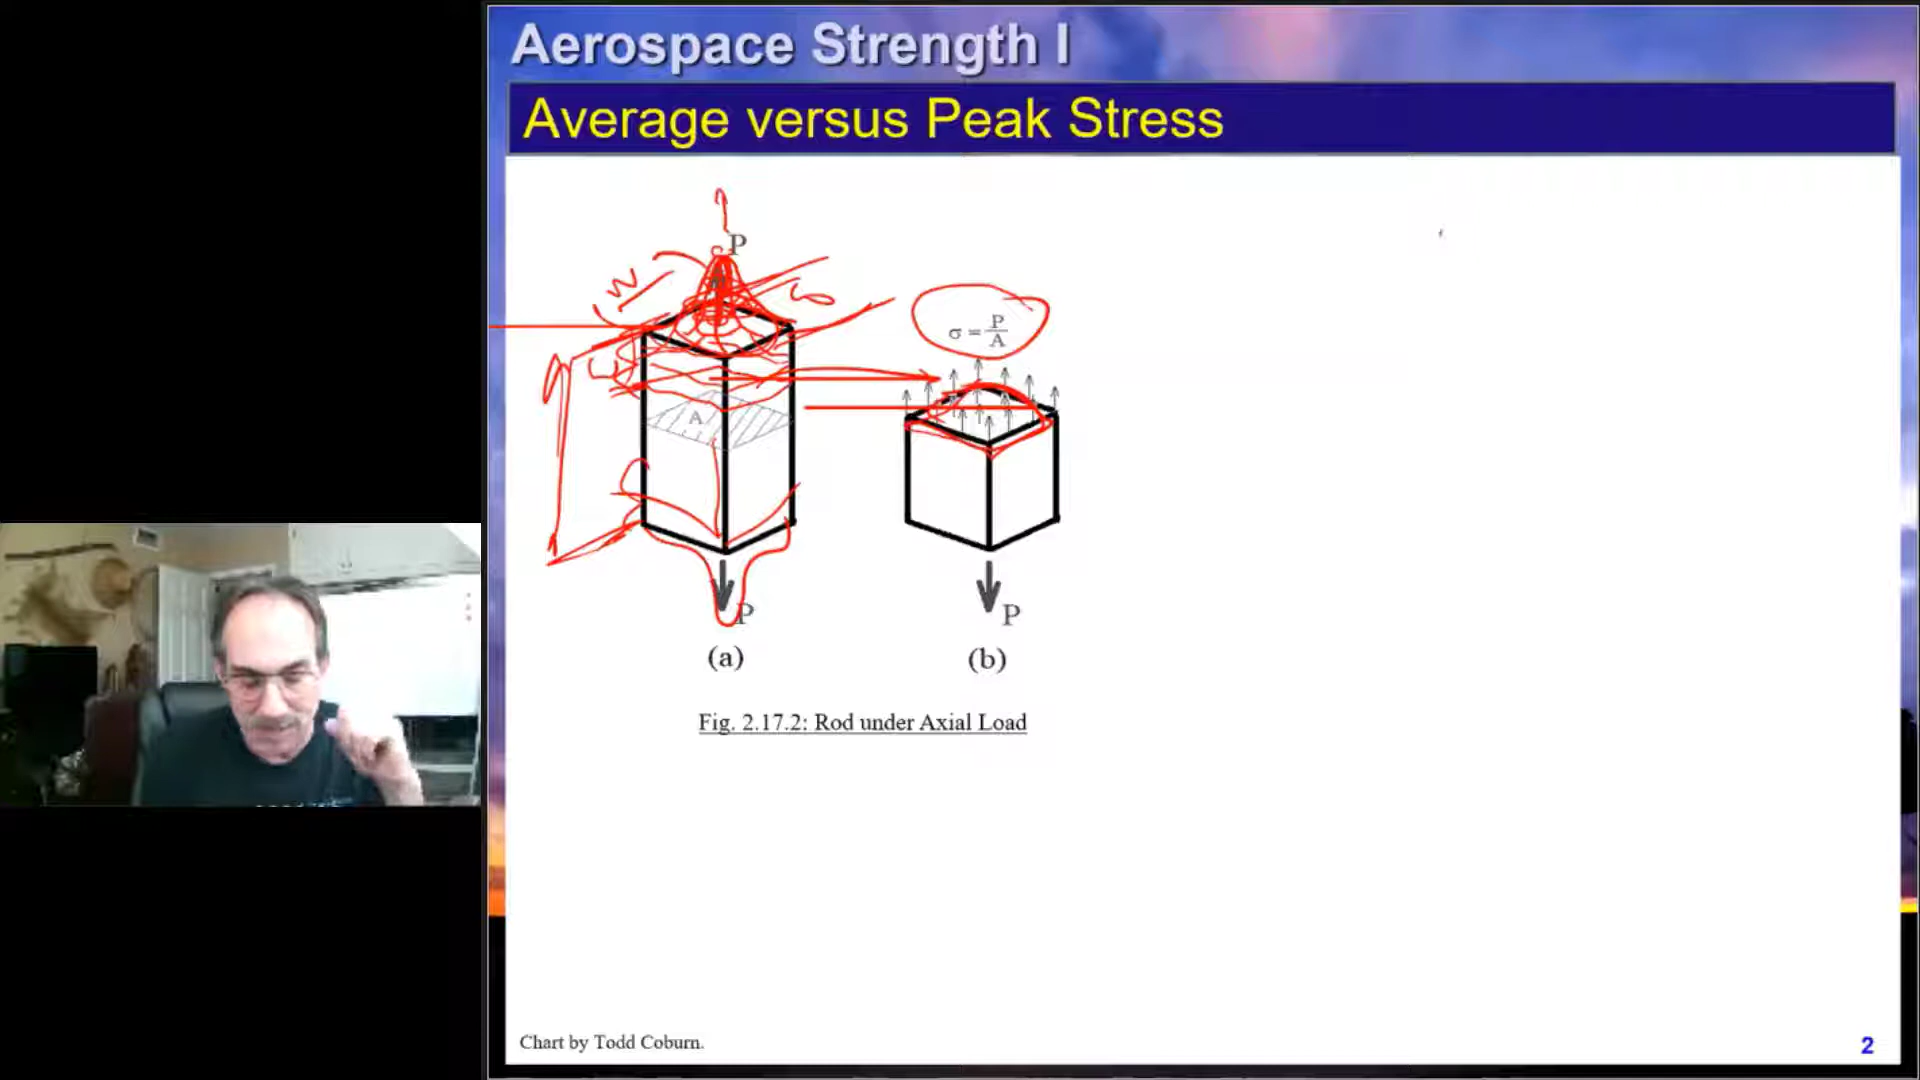 Aerospace Strength I
Average versus Peak Stress
P
W
σ = P/A
A
P
P
(a)
(b)
Fig. 2.17.2: Rod under Axial Load
Chart by Todd Coburn.
2